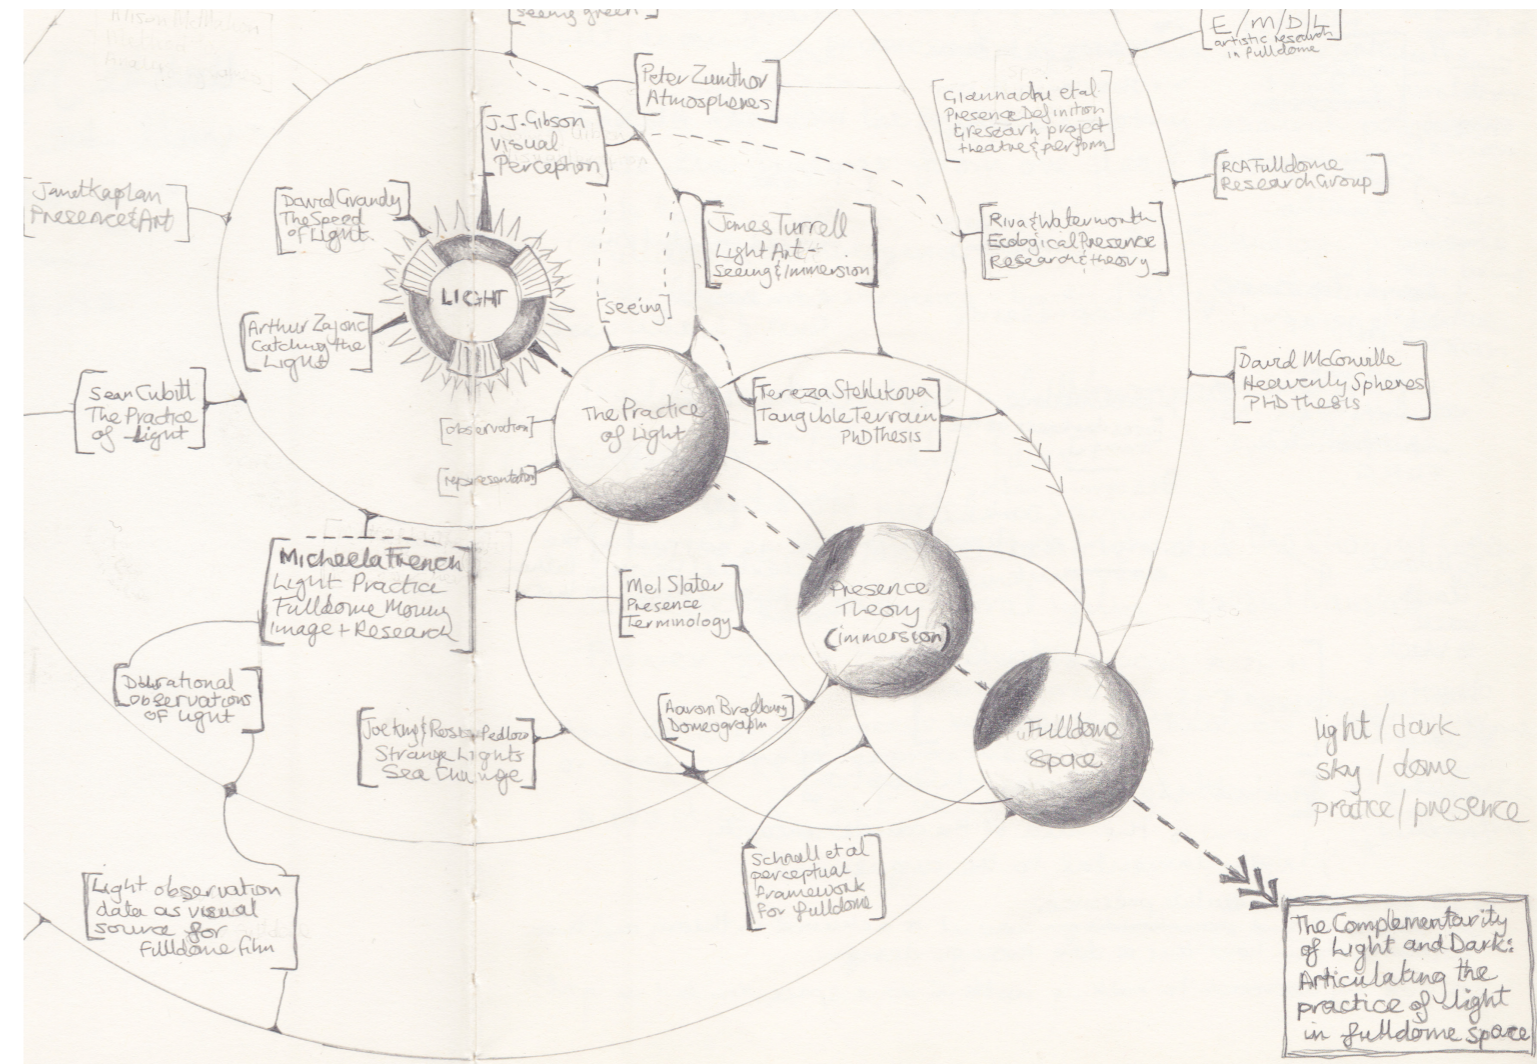 [seeing green]
E/M/D/L
artistic research
in fulldome
Peter Zumthor
Atmospheres
Presence Definition
& research project
theatre & perform
J.J. Gibson
Visual
Perception
RCA Fulldome
Research Group
Janet Kaplan
Presence & Art
David Grandy
The Speed
of Light
James Turrell
Light Art -
Seeing & Immersion
Riva & Waterworth
Ecological Presence
Research & theory
LIGHT
[seeing]
Arthur Zajonc
Catching the
Light
Sean Cubitt
The Practice
of Light
The Practice
of Light
Tereza Stehlikova
Tangible Terrain
PhD Thesis
David McConville
Heavenly Spheres
PHD thesis
[observation]
[representation]
Michaela French
Light Practice
Fulldome Moving
Image + Research
Mel Slater
Presence
Terminology
Presence
Theory
(immersion)
Durational
observations
of light
Joe King & Rosie Pedlow
Strange Lights
Sea Change
Aaron Bradbury
Domeograph
Fulldome
Space
light/dark
sky/dome
practice/presence
Schnall et al
perceptual
framework
for fulldome
Light observation
data as visual
source for
fulldome film
The Complementarity
of Light and Dark:
Articulating the
practice of light
in fulldome space